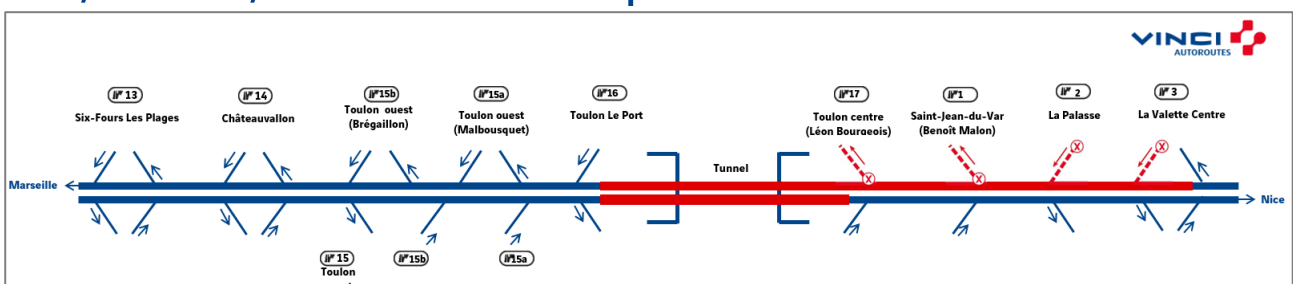 VINCI
AUTOROUTES
n° 13
n° 14
n°15b
n°15a
n°16
n°17
n°1
n° 2
n° 3
Six-Fours Les Plages
Châteauvallon
Toulon ouest
(Brégaillon)
Toulon ouest
(Malbousquet)
Toulon Le Port
Toulon centre
(Léon Bourgeois)
Saint-Jean-du-Var
(Benoît Malon)
La Palasse
La Valette Centre
Tunnel
Marseille
Nice
n° 15
n°15b
n°15a
Toulon